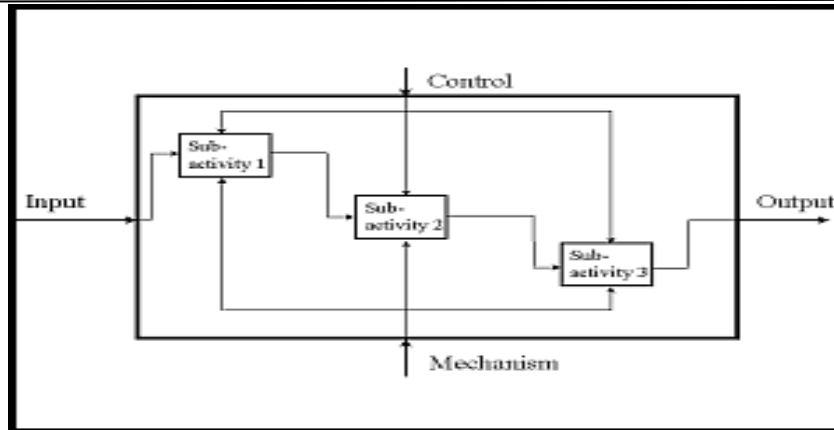 Control
Sub-
activity 1
Input
Sub-
activity 2
Output
Sub-
activity 3
Mechanism